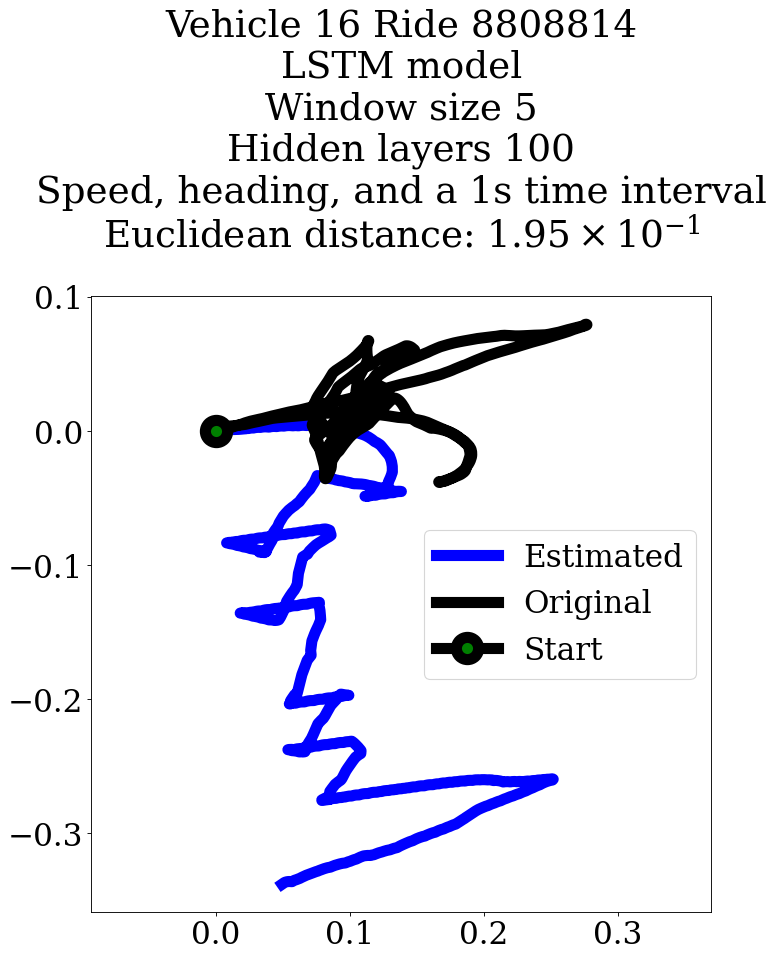 Vehicle 16 Ride 8808814
LSTM model
Window size 5
Hidden layers 100
Speed, heading, and a 1s time interval
Euclidean distance: 1.95 × 10⁻¹
0.1
0.0
−0.1
−0.2
−0.3
Estimated
Original
Start
0.0 0.1 0.2 0.3